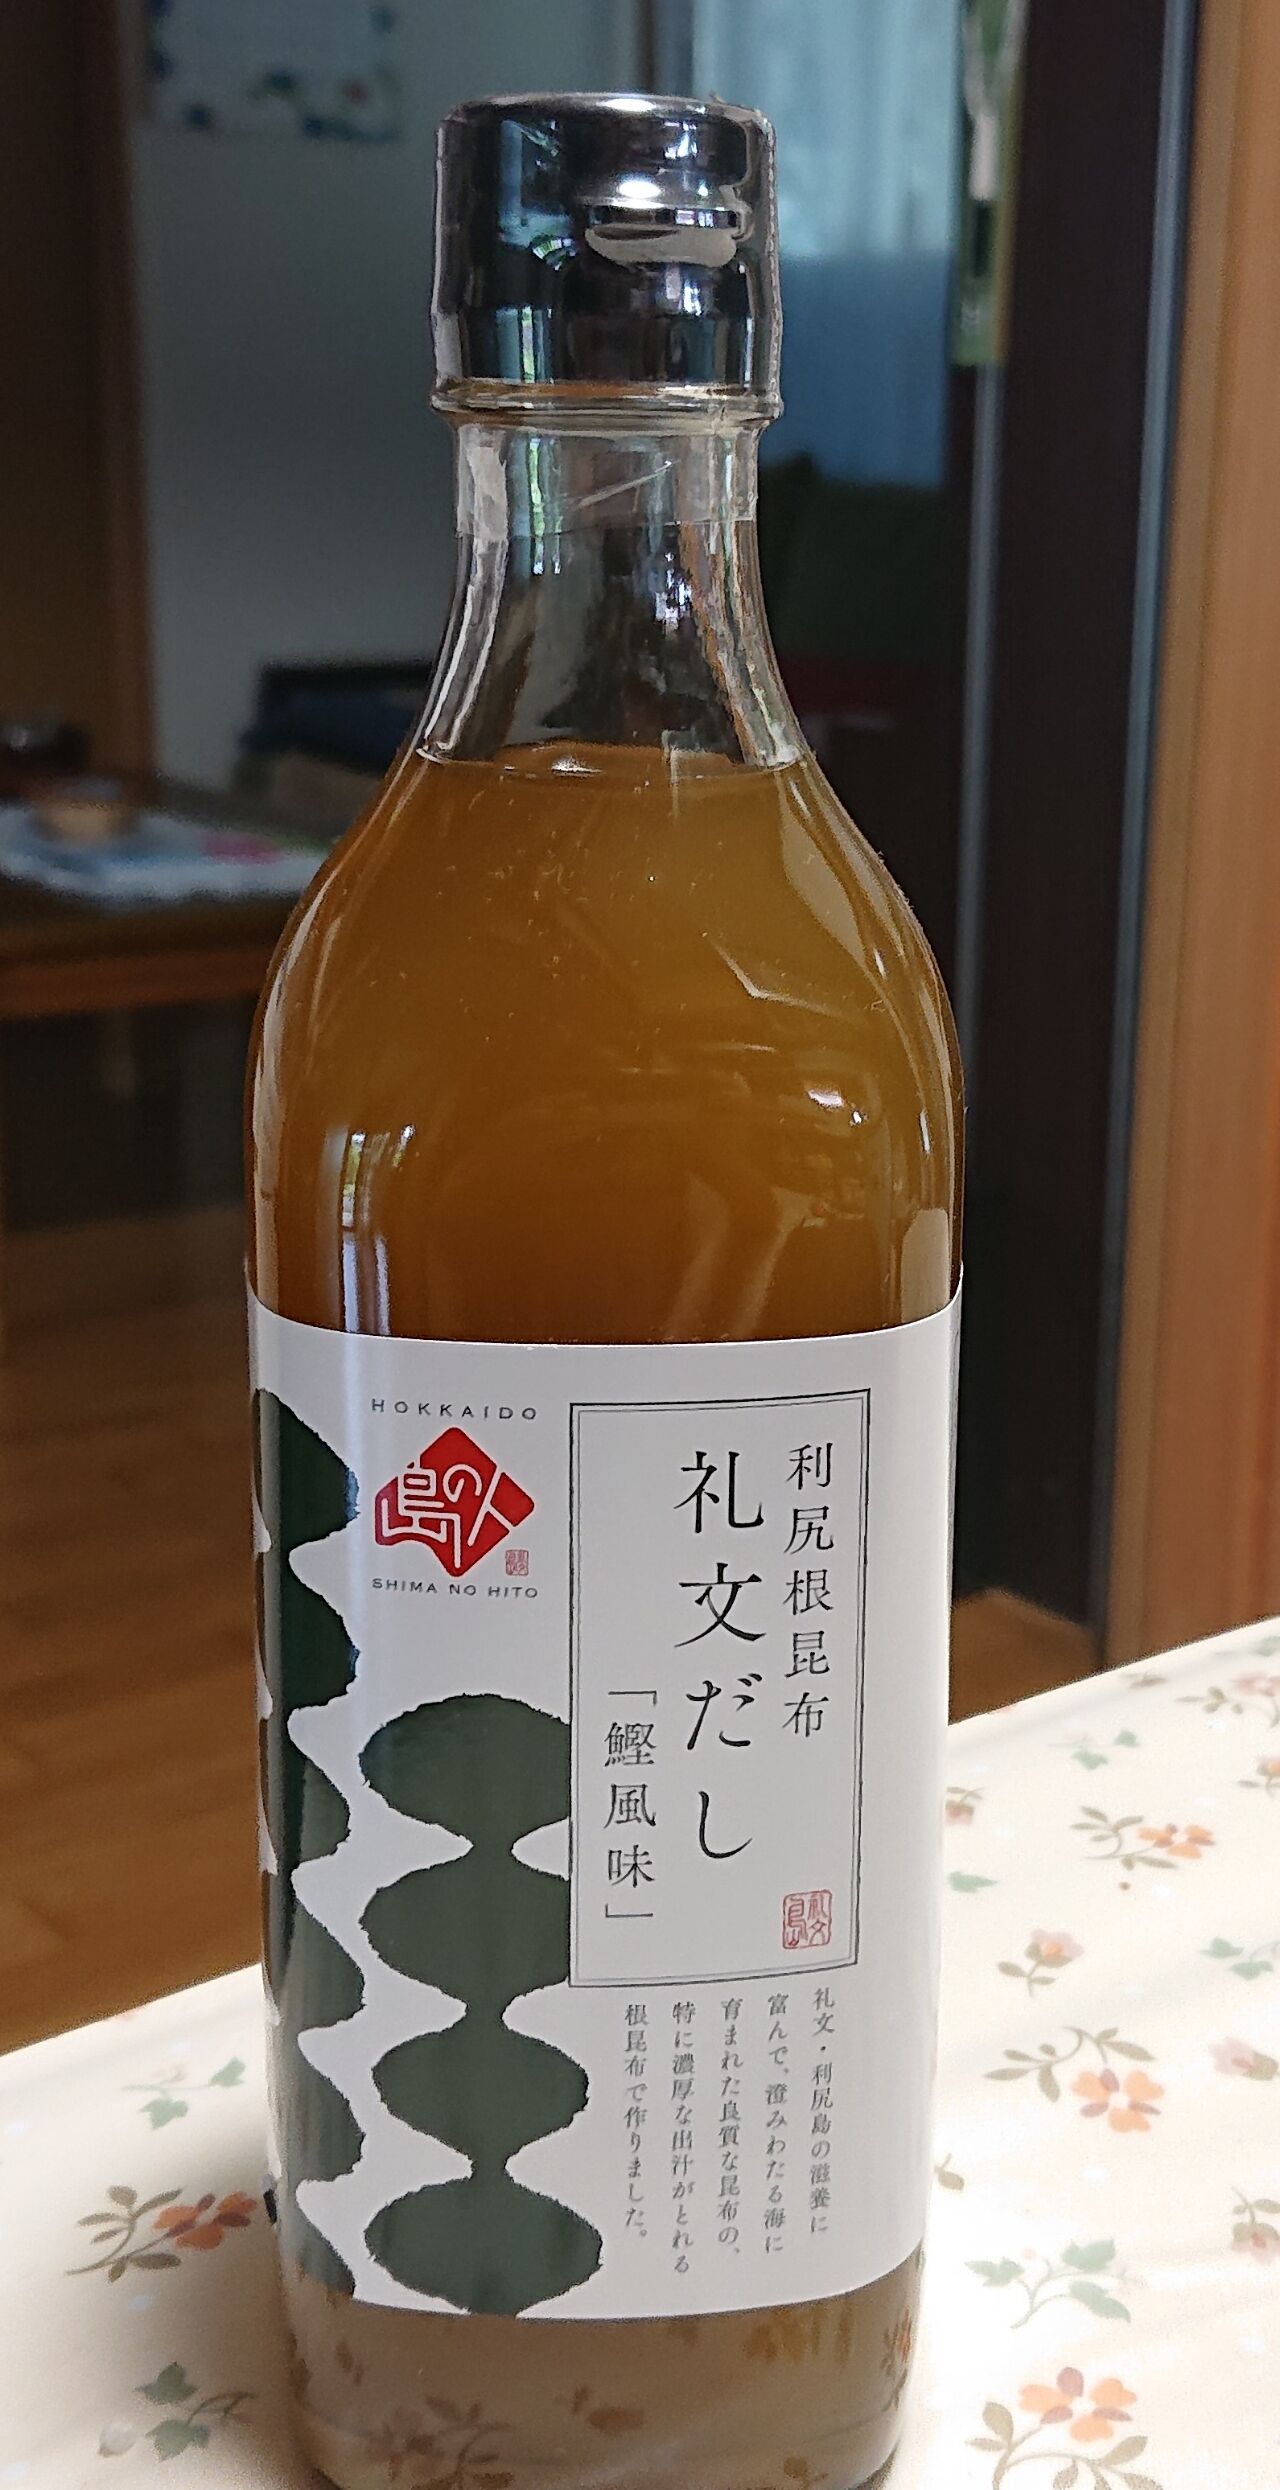 HOKKAIDO
島の人
SHIMA NO HITO
利尻根昆布
礼文だし
「鰹風味」
礼文島
礼文・利尻島の滋養に
富んで、澄みわたる海に
育まれた良質な昆布の、
特に濃厚な出汁がとれる
根昆布で作りました。